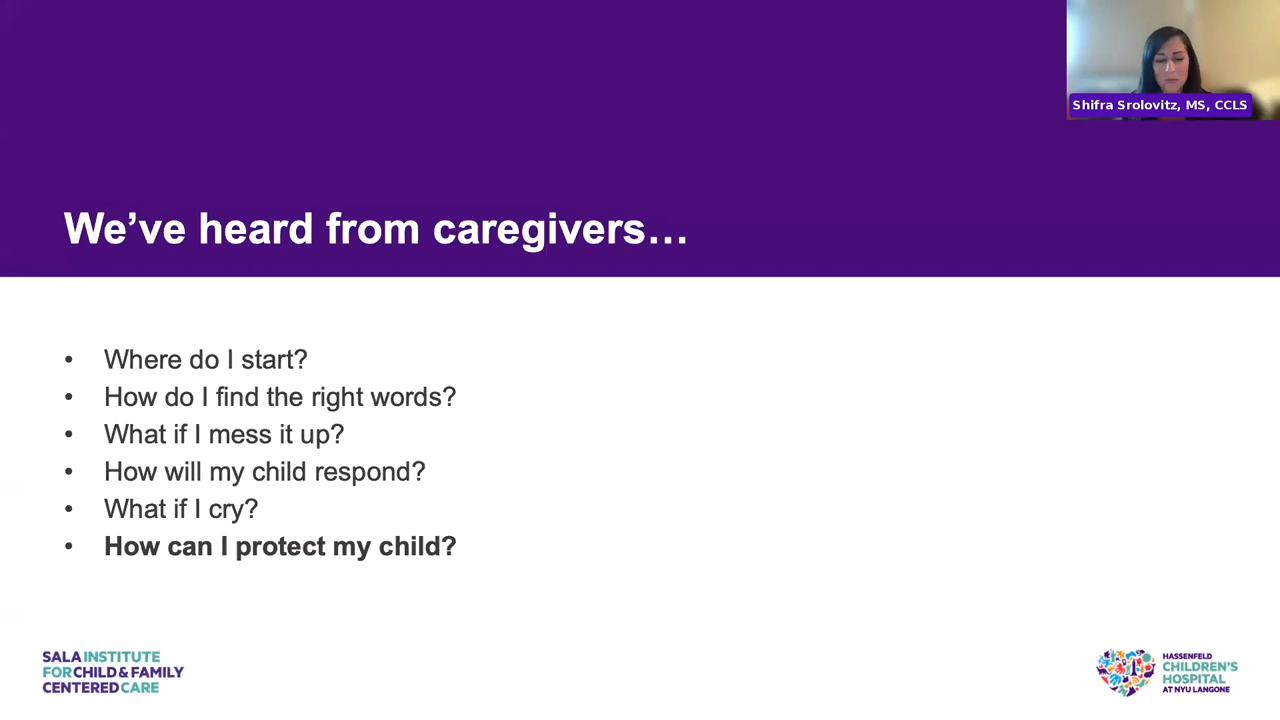 Shifra Srolovitz, MS, CCLS
We’ve heard from caregivers…
• Where do I start?
• How do I find the right words?
• What if I mess it up?
• How will my child respond?
• What if I cry?
• How can I protect my child?
SALA INSTITUTE
FOR CHILD & FAMILY
CENTERED CARE
HASSENFELD
CHILDREN'S
HOSPITAL
AT NYU LANGONE